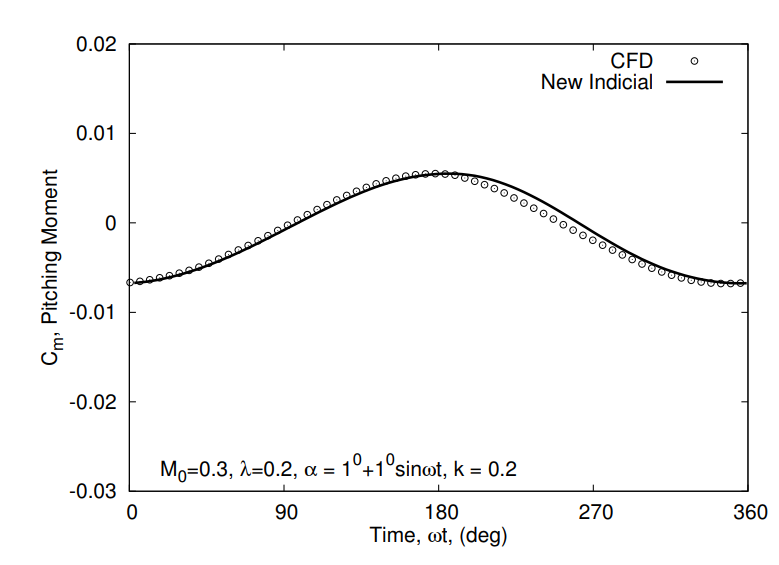 0.02
CFD
New Indicial
0.01
0
-0.01
-0.02
-0.03
C_m, Pitching Moment
M_0=0.3, λ=0.2, α = 1^0+1^0sinωt, k = 0.2
0 90 180 270 360
Time, ωt, (deg)